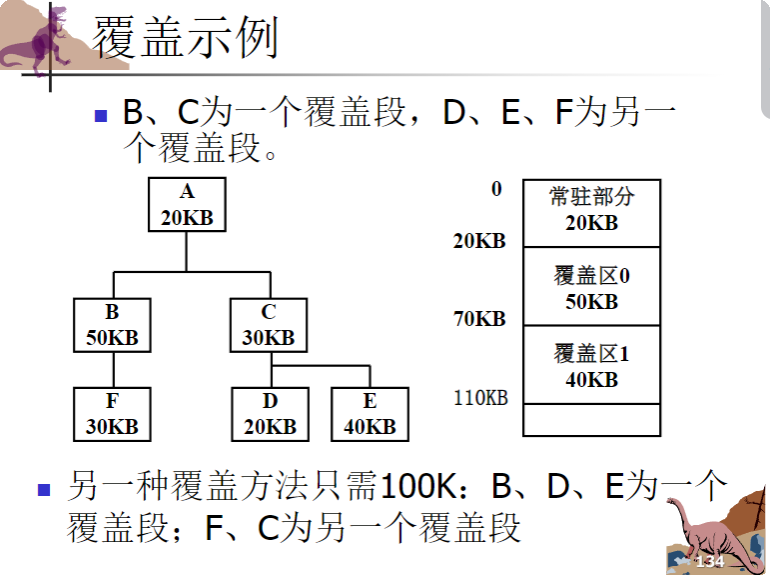 覆盖示例
B、C为一个覆盖段，D、E、F为另一
个覆盖段。
A
20KB
B
50KB
C
30KB
F
30KB
D
20KB
E
40KB
0
常驻部分
20KB
20KB
覆盖区0
50KB
70KB
覆盖区1
40KB
110KB
另一种覆盖方法只需100K：B、D、E为一个
覆盖段；F、C为另一个覆盖段
134